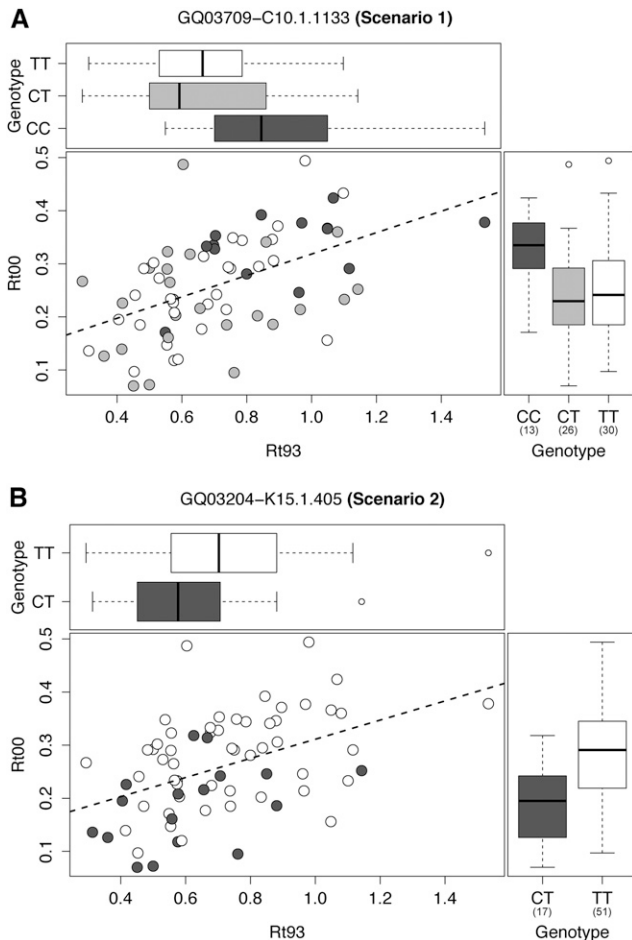 A
GQ03709–C10.1.1133 (Scenario 1)
Genotype
TT
CT
CC
Rt00
0.5
0.4
0.3
0.2
0.1
0.4 0.6 0.8 1.0 1.2 1.4
Rt93
CC CT TT
(13) (26) (30)
Genotype
B
GQ03204–K15.1.405 (Scenario 2)
Genotype
TT
CT
Rt00
0.5
0.4
0.3
0.2
0.1
0.4 0.6 0.8 1.0 1.2 1.4
Rt93
CT TT
(17) (51)
Genotype